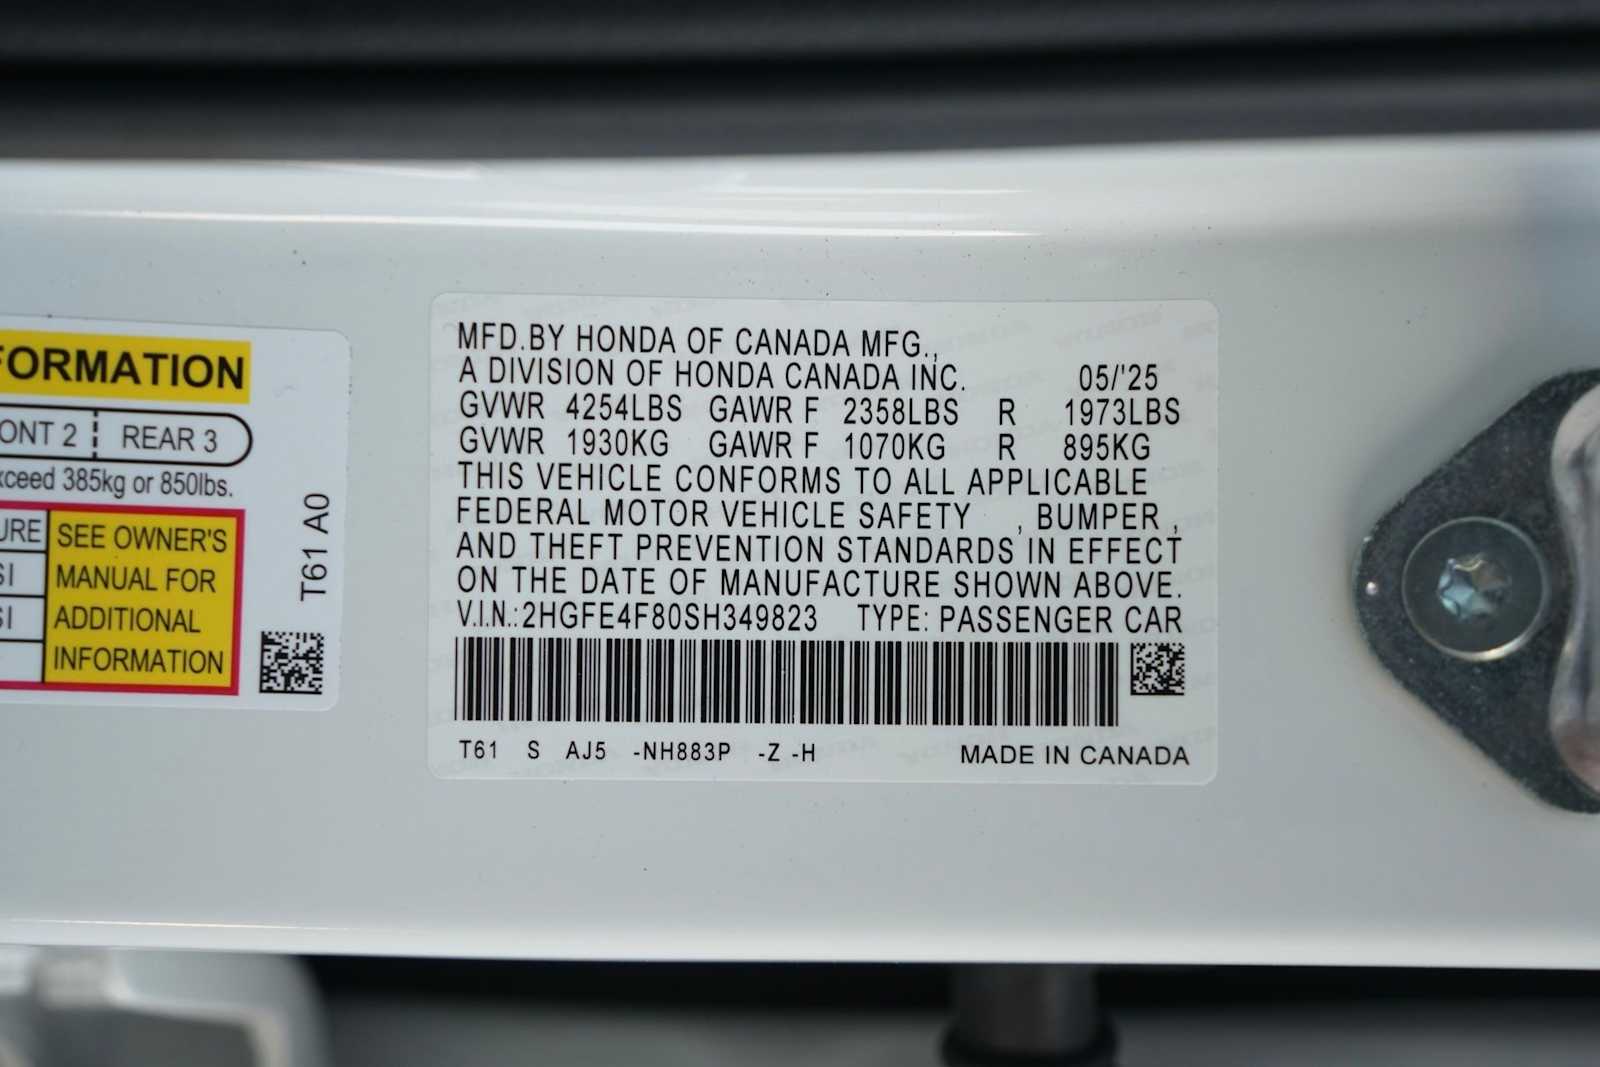 FORMATION
ONT 2 REAR 3
xceed 385kg or 850lbs.
URE
SI
SI
SEE OWNER'S
MANUAL FOR
ADDITIONAL
INFORMATION
T61 A0
MFD.BY HONDA OF CANADA MFG.,
A DIVISION OF HONDA CANADA INC. 05/'25
GVWR 4254LBS GAWR F 2358LBS R 1973LBS
GVWR 1930KG GAWR F 1070KG R 895KG
THIS VEHICLE CONFORMS TO ALL APPLICABLE
FEDERAL MOTOR VEHICLE SAFETY , BUMPER ,
AND THEFT PREVENTION STANDARDS IN EFFECT
ON THE DATE OF MANUFACTURE SHOWN ABOVE.
V.I.N.: 2HGFE4F80SH349823 TYPE: PASSENGER CAR
T61 S AJ5 -NH883P -Z -H MADE IN CANADA